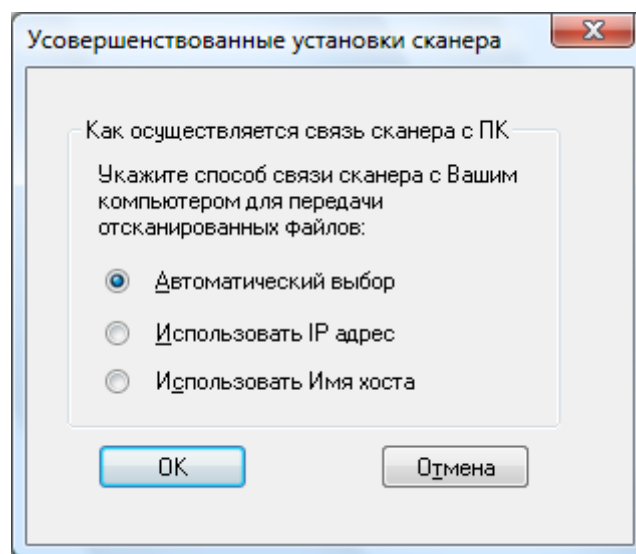 Усовершенствованные установки сканера
Как осуществляется связь сканера с ПК
Укажите способ связи сканера с Вашим
компьютером для передачи
отсканированных файлов:
Автоматический выбор
Использовать IP адрес
Использовать Имя хоста
OK
Отмена